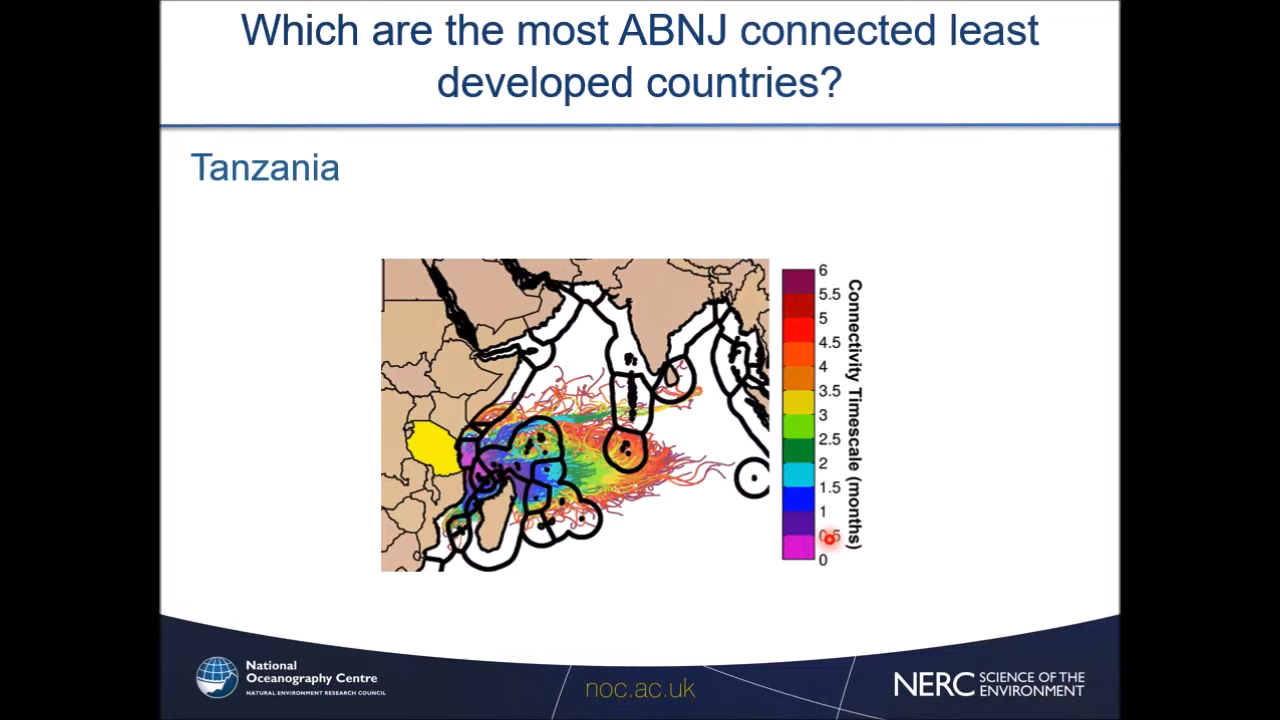 Which are the most ABNJ connected least
developed countries?
Tanzania
6
5.5
5
4.5
4
3.5
3
2.5
2
1.5
1
0.5
0
Connectivity Timescale (months)
National
Oceanography Centre
NATURAL ENVIRONMENT RESEARCH COUNCIL
noc.ac.uk
NERC SCIENCE OF THE
ENVIRONMENT